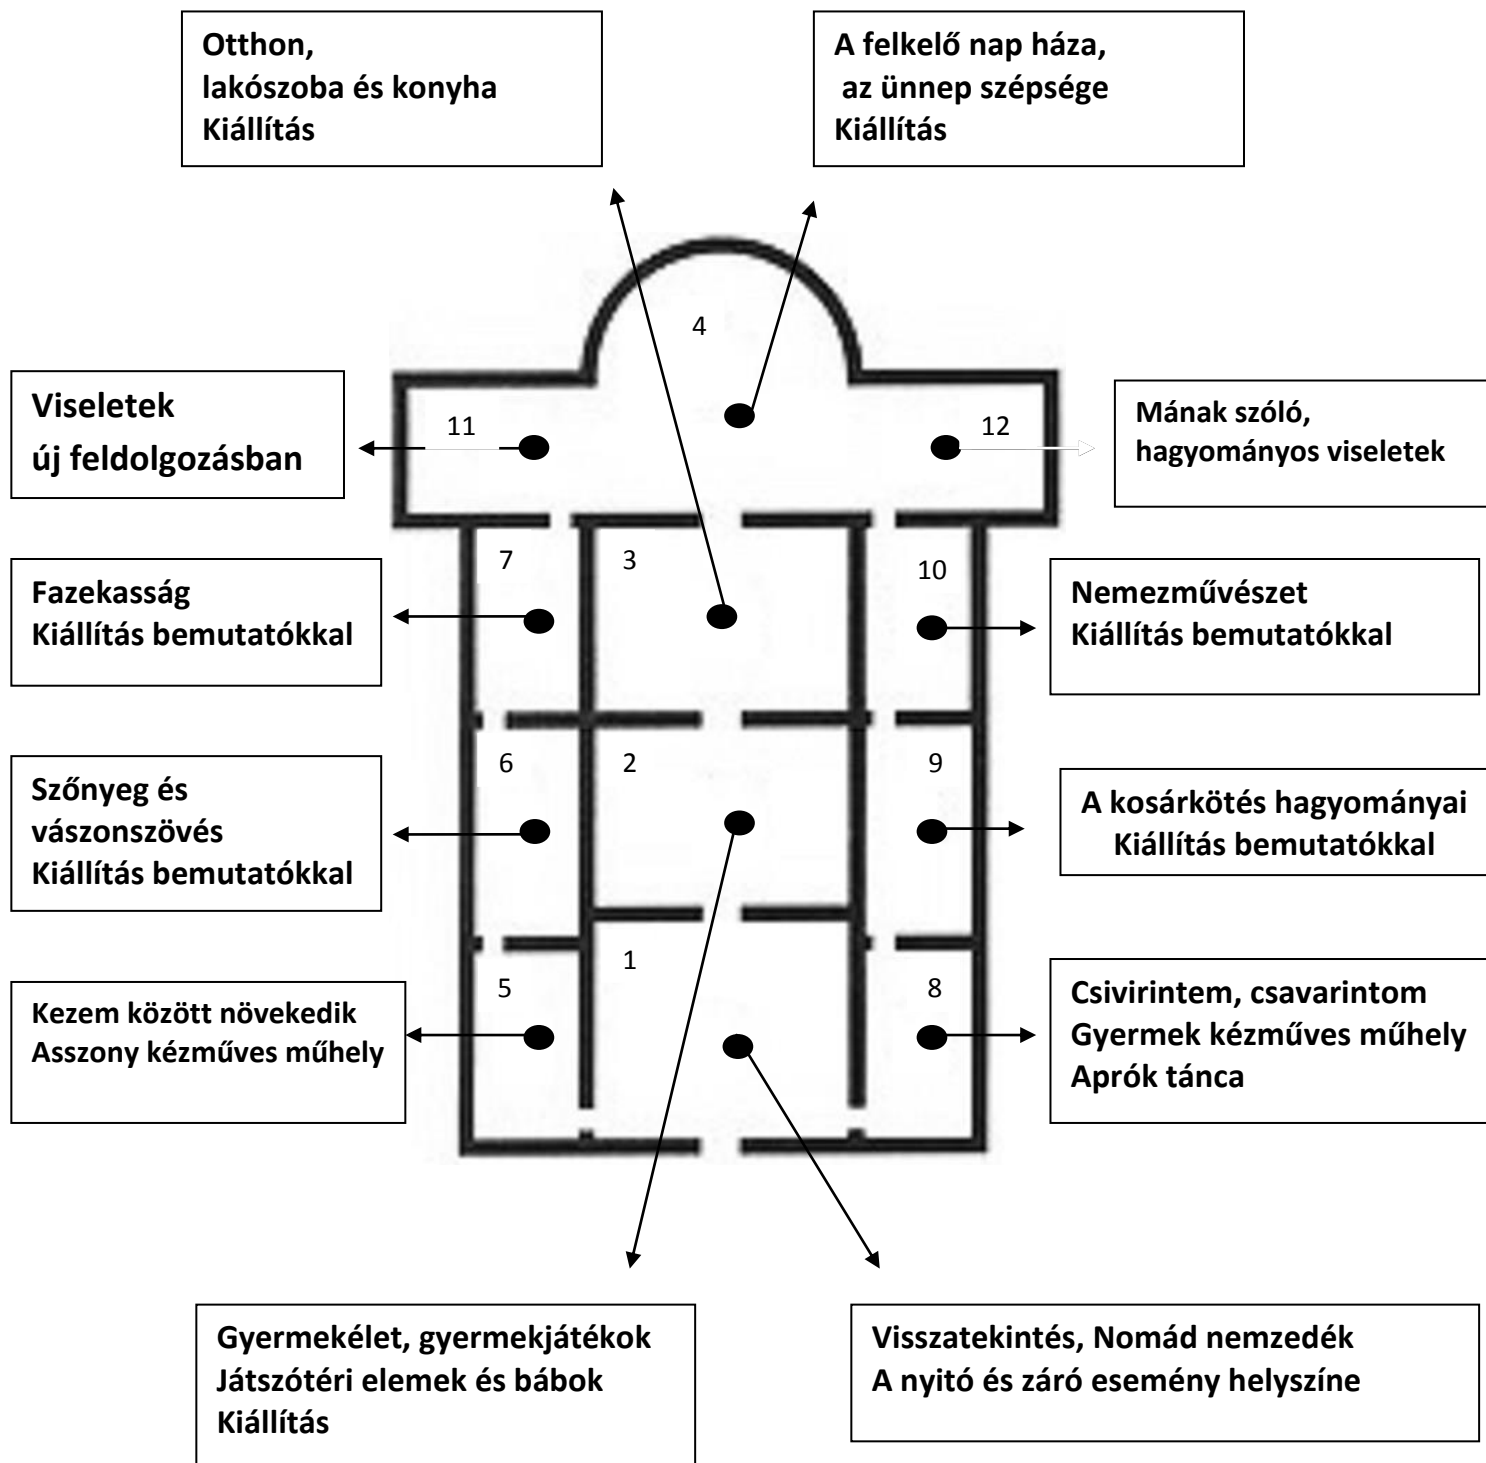 Otthon,
lakószoba és konyha
Kiállítás
A felkelő nap háza,
az ünnep szépsége
Kiállítás
4
Viseletek
új feldolgozásban
11
12
Mának szóló,
hagyományos viseletek
Fazekasság
Kiállítás bemutatókkal
7
3
10
Nemezművészet
Kiállítás bemutatókkal
Szőnyeg és
vászonszövés
Kiállítás bemutatókkal
6
2
9
A kosárkötés hagyományai
Kiállítás bemutatókkal
Kezem között növekedik
Asszony kézműves műhely
5
1
8
Csivirintem, csavarintom
Gyermek kézműves műhely
Aprók tánca
Gyermekélet, gyermekjátékok
Játszótéri elemek és bábok
Kiállítás
Visszatekintés, Nomád nemzedék
A nyitó és záró esemény helyszíne